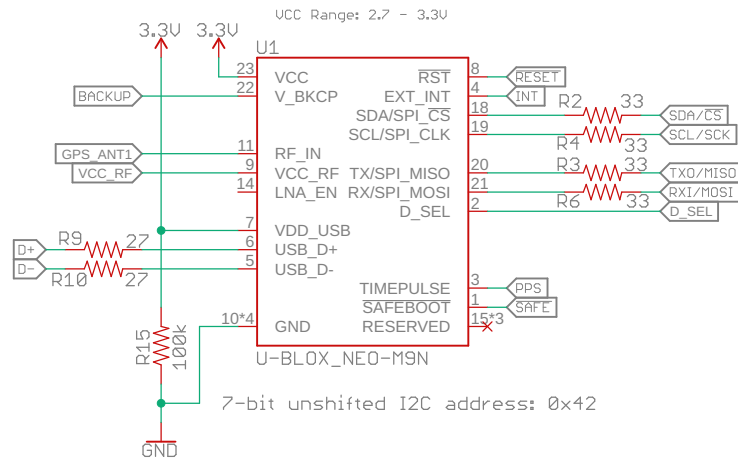 VCC Range: 2.7 - 3.3V
3.3V 3.3V
U1
23 VCC RST 8 RESET
BACKUP 22 V_BKCP EXT_INT 4 INT
SDA/SPI_CS 18 R2 33 SDA/CS
SCL/SPI_CLK 19 R4 33 SCL/SCK
GPS_ANT1 11 RF_IN
VCC_RF 9 VCC_RF TX/SPI_MISO 20 R3 33 TXO/MISO
14 LNA_EN RX/SPI_MOSI 21 R6 33 RXI/MOSI
D_SEL 2 D_SEL
7 VDD_USB
D+ R9 27 6 USB_D+
D- R10 27 5 USB_D-
TIMEPULSE 3 PPS
SAFEBOOT 1 SAFE
10*4 GND RESERVED 15*3
R15 100k
U-BLOX_NEO-M9N
7-bit unshifted I2C address: 0x42
GND